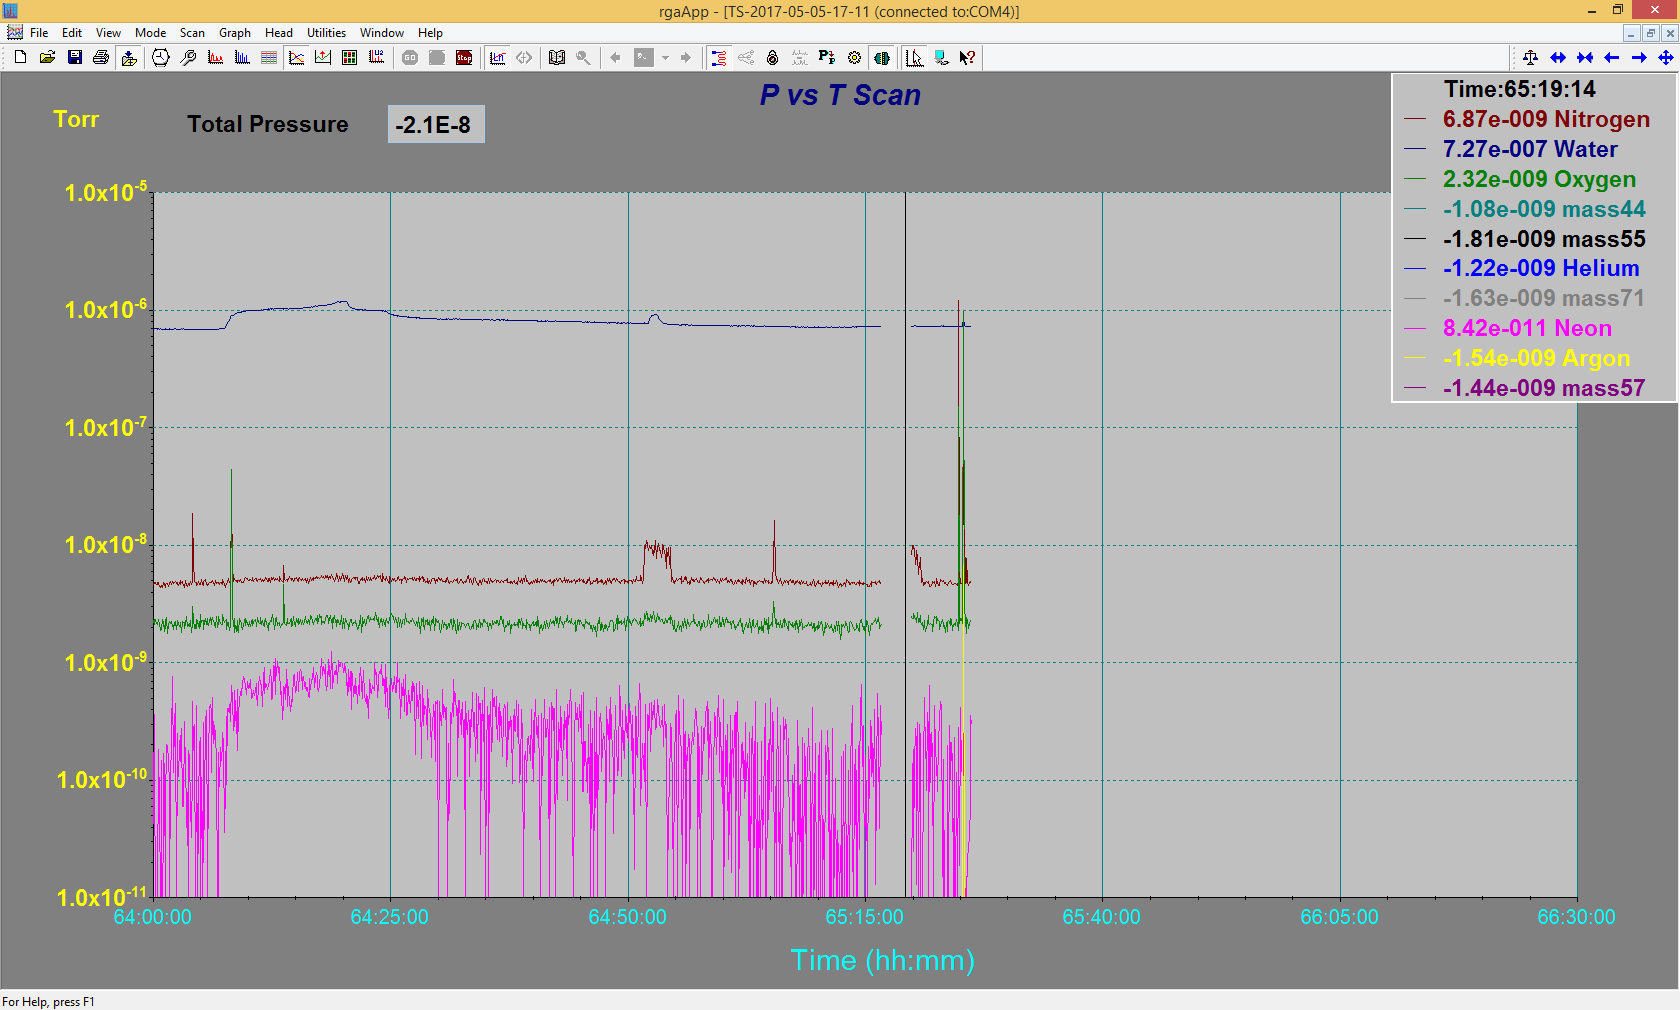 rgaApp - [TS-2017-05-05-17-11 (connected to:COM4)]
File Edit View Mode Scan Graph Head Utilities Window Help
GO Stop
P vs T Scan
Torr
Total Pressure -2.1E-8
Time:65:19:14
6.87e-009 Nitrogen
7.27e-007 Water
2.32e-009 Oxygen
-1.08e-009 mass44
-1.81e-009 mass55
-1.22e-009 Helium
-1.63e-009 mass71
8.42e-011 Neon
-1.54e-009 Argon
-1.44e-009 mass57
1.0x10-5
1.0x10-6
1.0x10-7
1.0x10-8
1.0x10-9
1.0x10-10
1.0x10-11
64:00:00 64:25:00 64:50:00 65:15:00 65:40:00 66:05:00 66:30:00
Time (hh:mm)
For Help, press F1